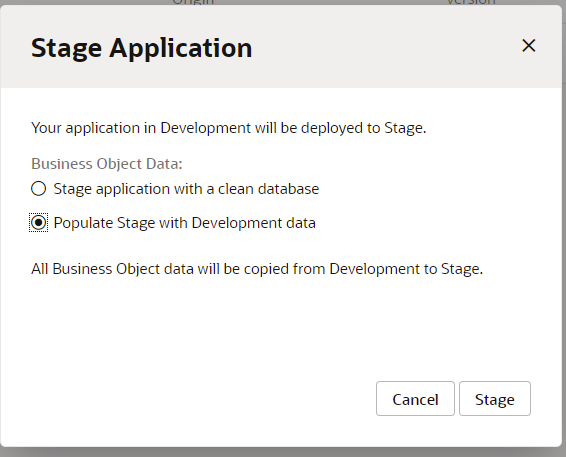 Origin Version
Stage Application
Your application in Development will be deployed to Stage.
Business Object Data:
Stage application with a clean database
Populate Stage with Development data
All Business Object data will be copied from Development to Stage.
Cancel Stage